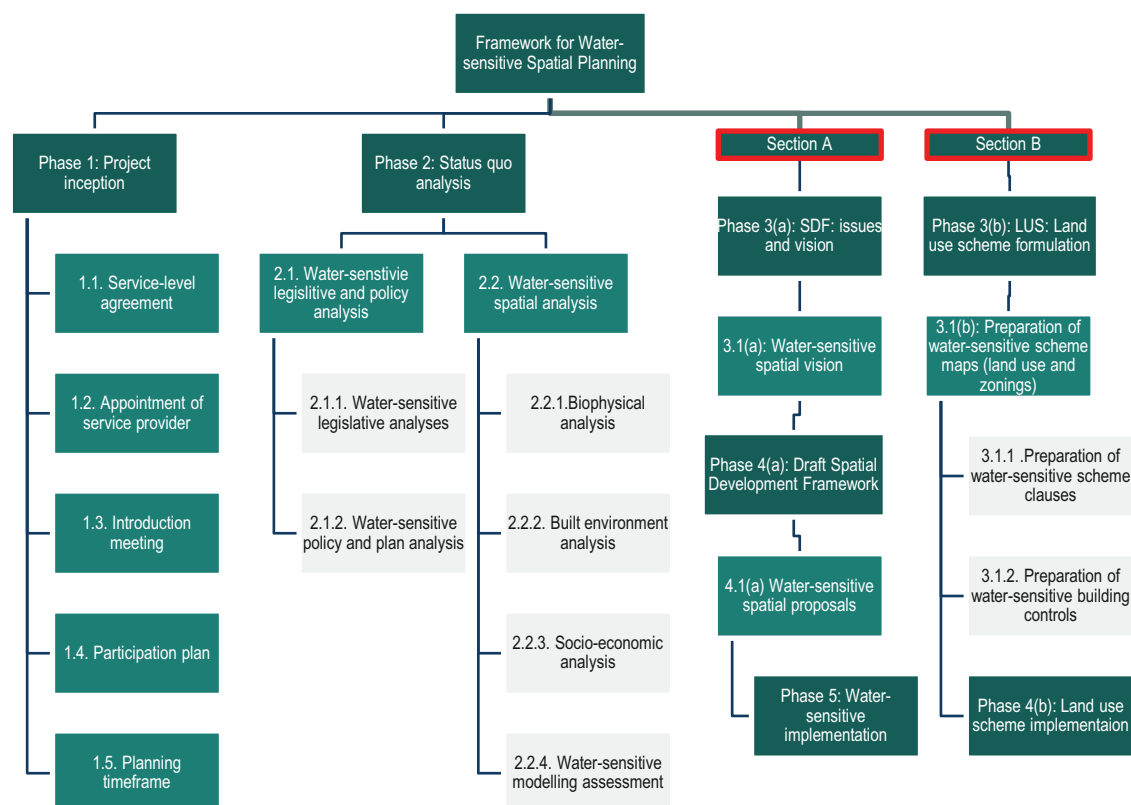 Framework for Water-
sensitive Spatial Planning
Phase 1: Project
inception
1.1. Service-level
agreement
1.2. Appointment of
service provider
1.3. Introduction
meeting
1.4. Participation plan
1.5. Planning
timeframe
Phase 2: Status quo
analysis
2.1. Water-senstivie
legislitive and policy
analysis
2.1.1. Water-sensitive
legislative analyses
2.1.2. Water-sensitive
policy and plan analysis
2.2. Water-sensitive
spatial analysis
2.2.1.Biophysical
analysis
2.2.2. Built environment
analysis
2.2.3. Socio-economic
analysis
2.2.4. Water-sensitive
modelling assessment
Section A
Phase 3(a): SDF: issues
and vision
3.1(a): Water-sensitive
spatial vision
Phase 4(a): Draft Spatial
Development Framework
4.1(a) Water-sensitive
spatial proposals
Phase 5: Water-
sensitive
implementation
Section B
Phase 3(b): LUS: Land
use scheme formulation
3.1(b): Preparation of
water-sensitive scheme
maps (land use and
zonings)
3.1.1 .Preparation of
water-sensitive scheme
clauses
3.1.2. Preparation of
water-sensitive building
controls
Phase 4(b): Land use
scheme implementaion